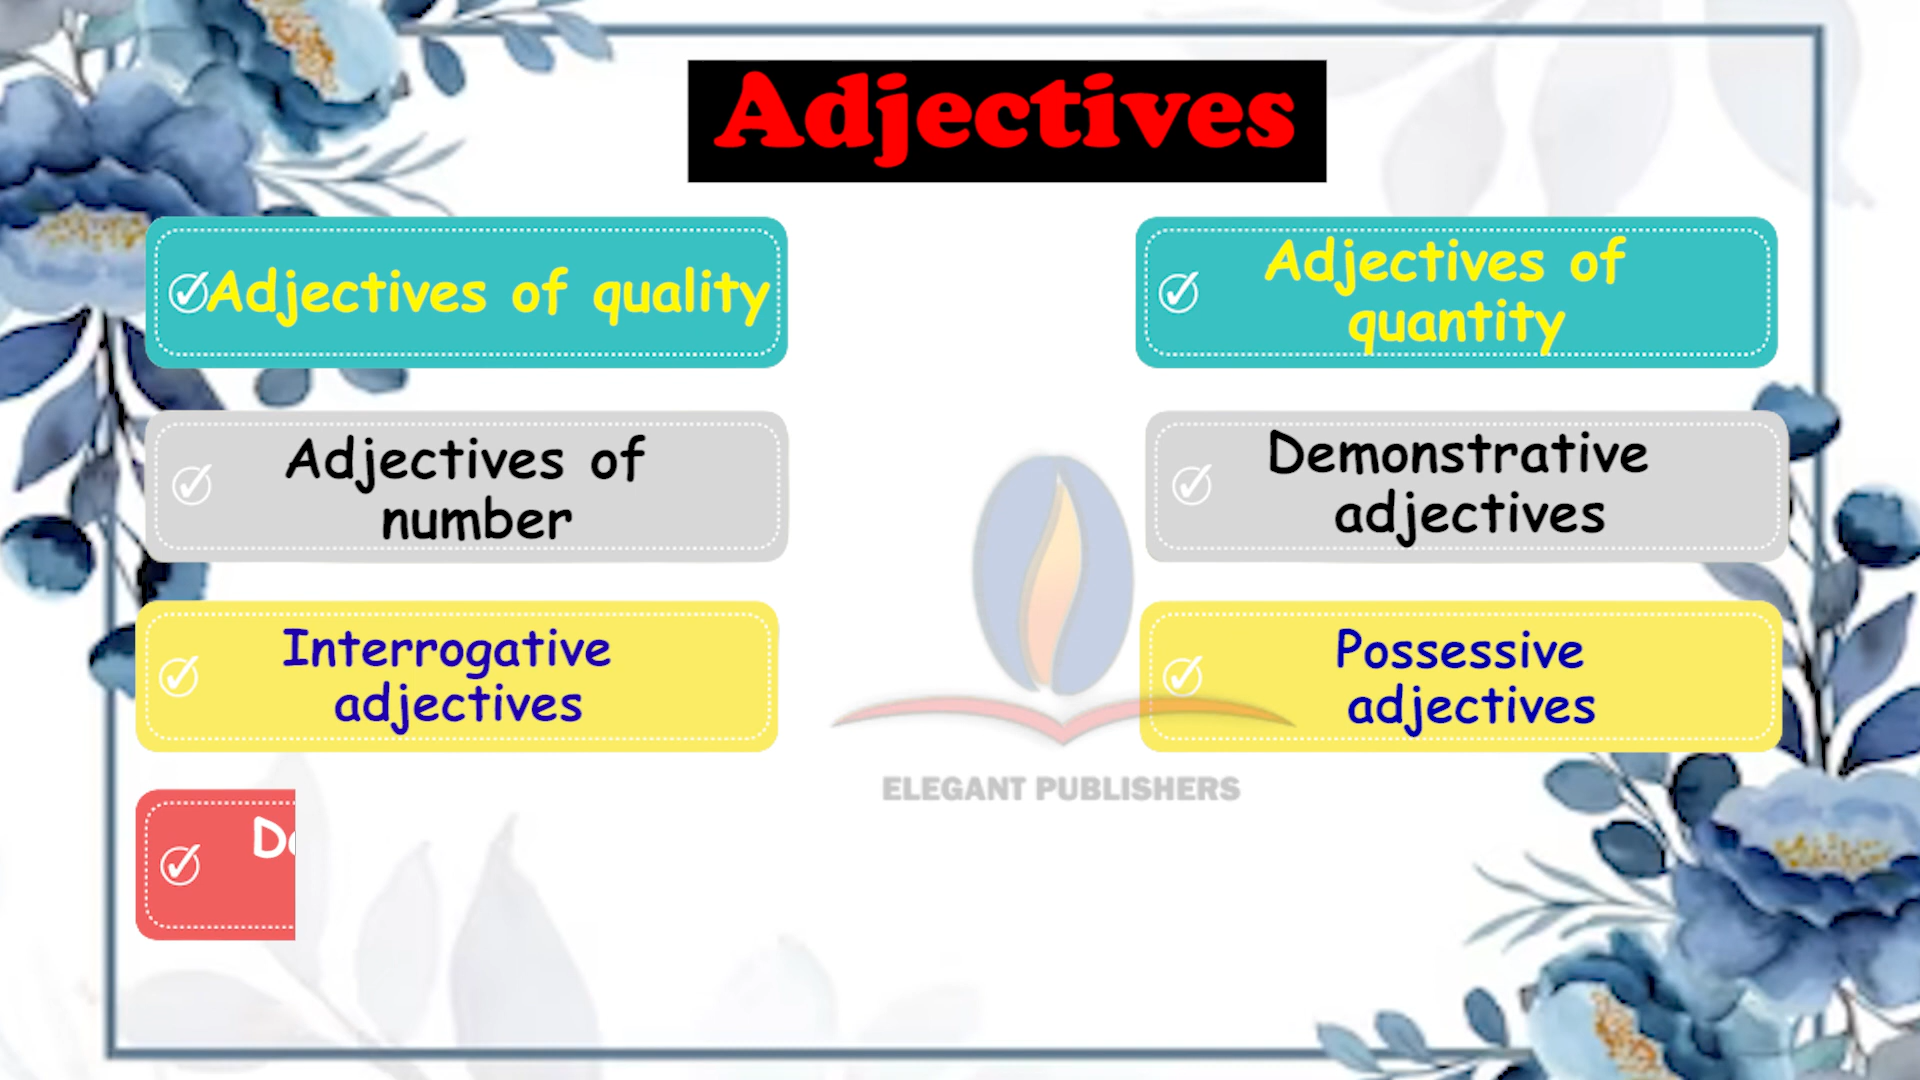 Adjectives
Adjectives of quality
Adjectives of
quantity
Adjectives of
number
Demonstrative
adjectives
Interrogative
adjectives
Possessive
adjectives
ELEGANT PUBLISHERS